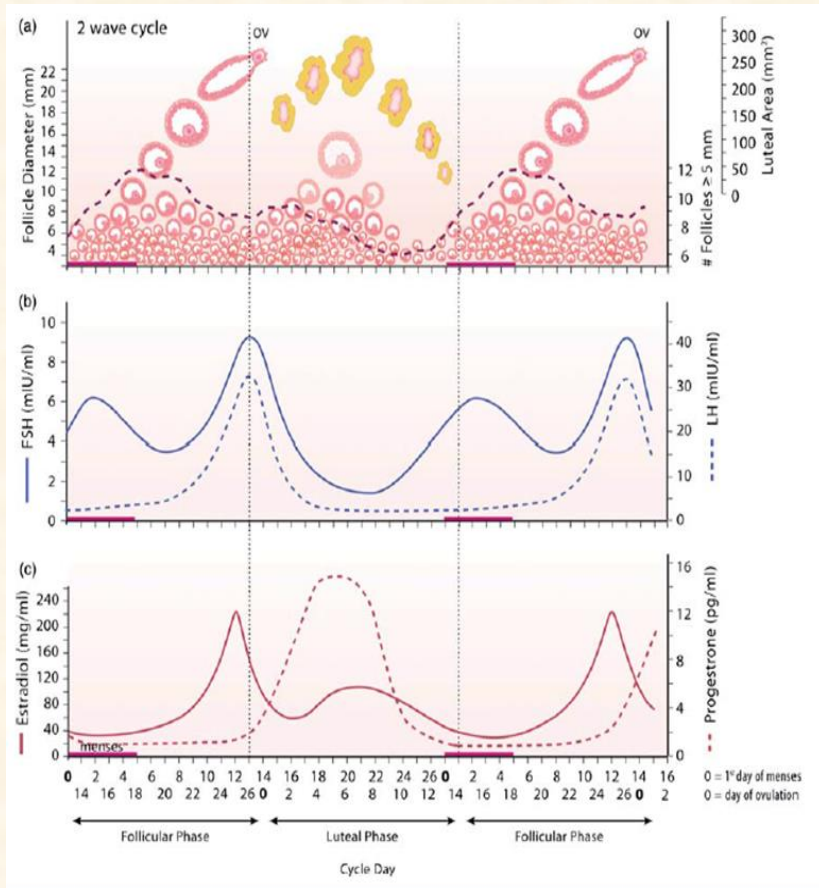 (a)
2 wave cycle
OV
OV
Follicle Diameter (mm)
22
20
18
16
14
12
10
8
6
4
12
10
8
6
# Follicles ≥ 5 mm
300
250
200
150
100
50
0
Luteal Area (mm²)
(b)
FSH (mIU/ml)
10
8
6
4
2
0
40
30
20
10
0
LH (mIU/ml)
(c)
Estradiol (mg/ml)
240
200
160
120
80
40
0
menses
16
12
8
4
2
0
Progestrone (pg/ml)
0 2 4 6 8 10 12 14 16 18 20 22 24 26 0 2 4 6 8 10 12 14 16
14 16 18 20 22 24 26 0 2 4 6 8 10 12 14 16 18 20 22 24 26 0 2
0 = 1st day of menses
0 = day of ovulation
Follicular Phase
Luteal Phase
Follicular Phase
Cycle Day